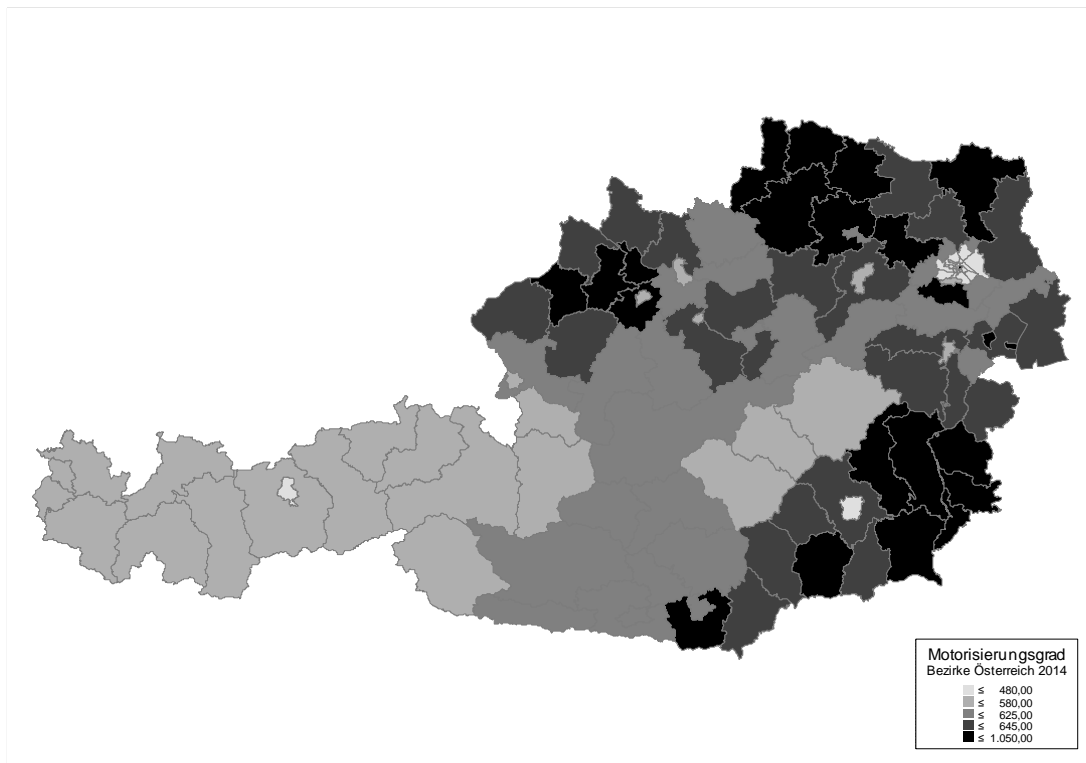 Motorisierungsgrad
Bezirke Österreich 2014
≤ 480,00
≤ 580,00
≤ 625,00
≤ 645,00
≤ 1.050,00